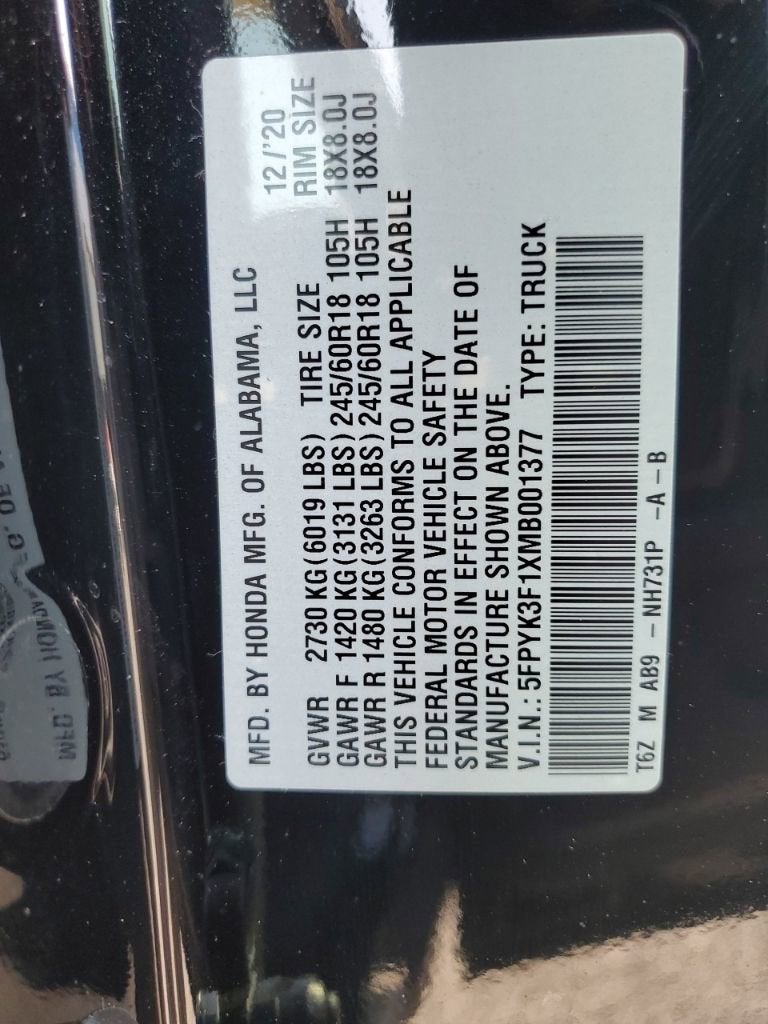 MFD. BY HONDA MFG. OF ALABAMA, LLC 12/'20
GVWR 2730 KG(6019 LBS) TIRE SIZE RIM SIZE
GAWR F 1420 KG(3131 LBS) 245/60R18 105H 18X8.0J
GAWR R 1480 KG(3263 LBS) 245/60R18 105H 18X8.0J
THIS VEHICLE CONFORMS TO ALL APPLICABLE
FEDERAL MOTOR VEHICLE SAFETY
STANDARDS IN EFFECT ON THE DATE OF
MANUFACTURE SHOWN ABOVE.
V.I.N.: 5FPYK3F1XMB001377 TYPE: TRUCK
T6Z M AB9 - NH731P -A-B
MFD. BY HONDA